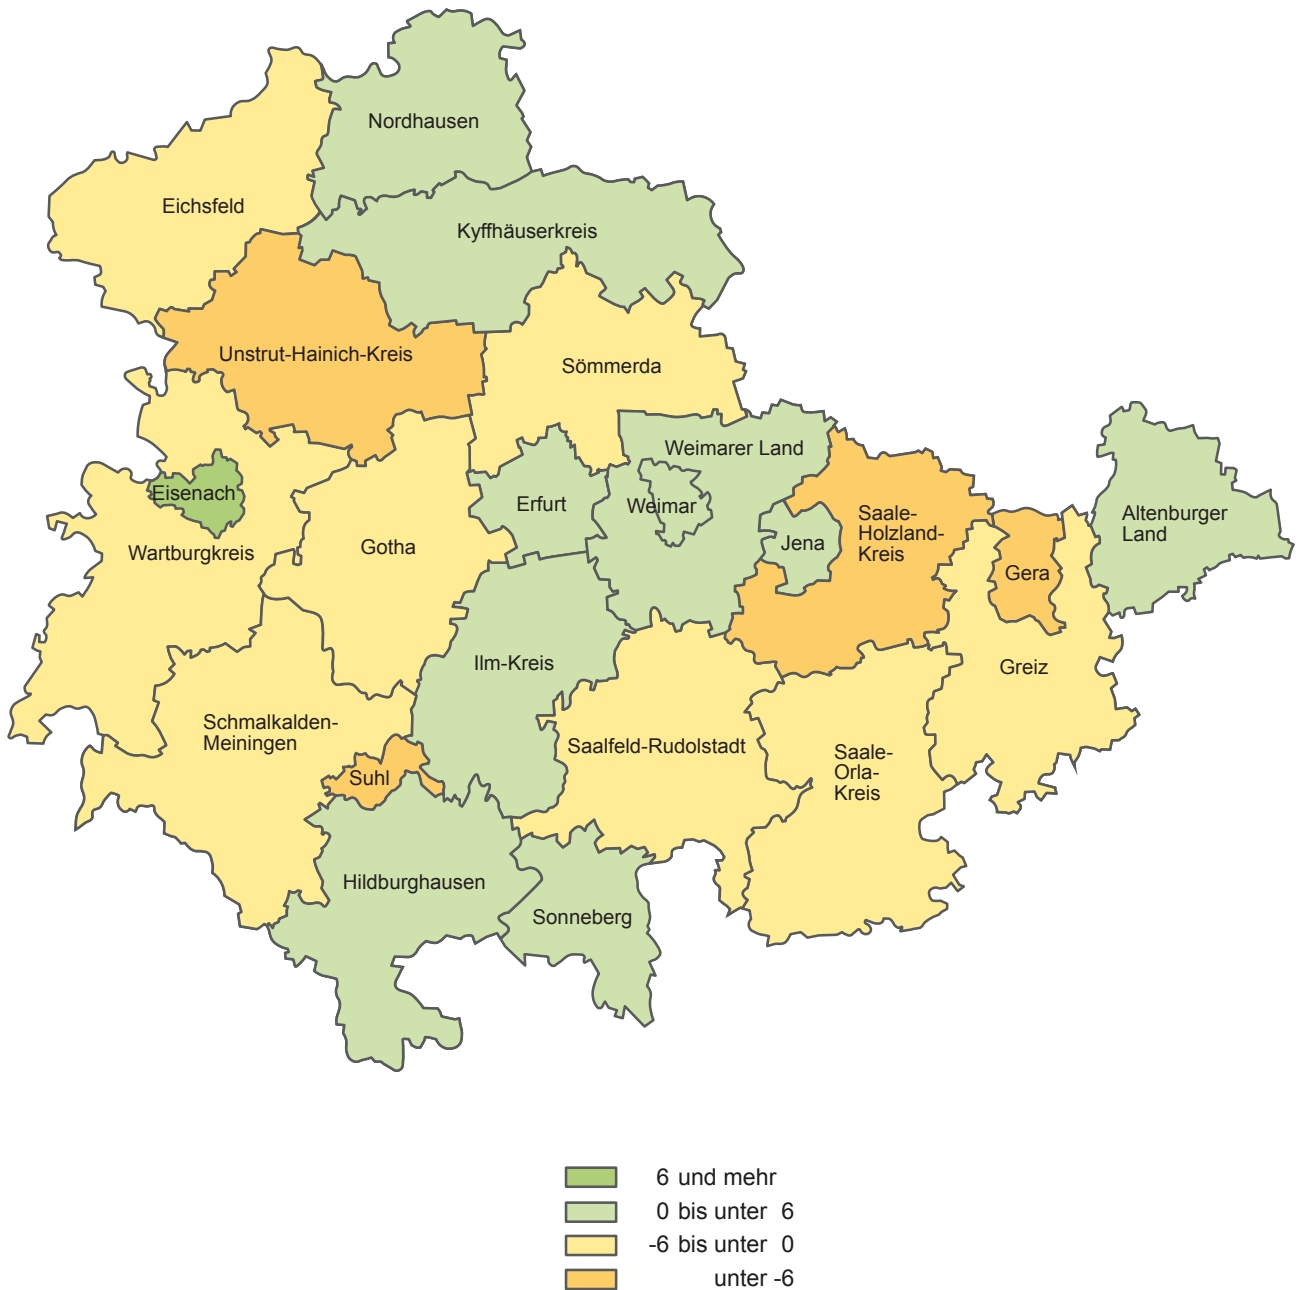 Nordhausen
Eichsfeld
Kyffhäuserkreis
Unstrut-Hainich-Kreis
Sömmerda
Weimarer Land
Eisenach
Erfurt
Weimar
Saale-
Holzland-
Kreis
Altenburger
Land
Wartburgkreis
Gotha
Jena
Gera
Ilm-Kreis
Greiz
Schmalkalden-
Meiningen
Saalfeld-Rudolstadt
Saale-
Orla-
Kreis
Suhl
Hildburghausen
Sonneberg
6 und mehr
0 bis unter 6
-6 bis unter 0
unter -6